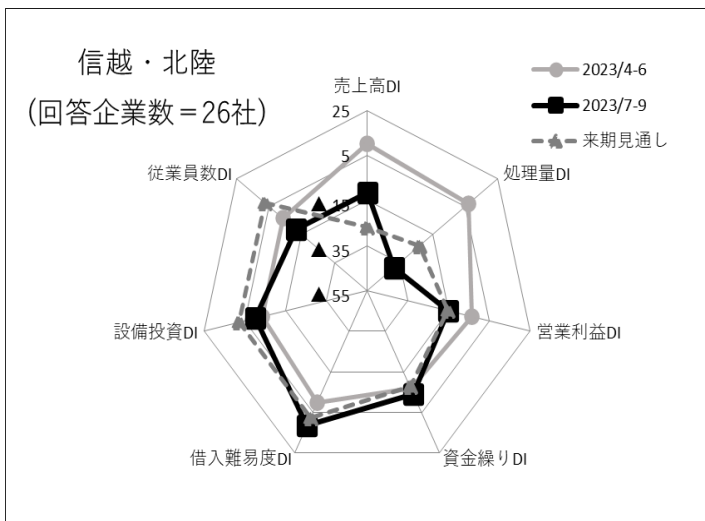 信越・北陸
(回答企業数＝26社)
2023/4-6
2023/7-9
来期見通し
売上高DI
処理量DI
営業利益DI
資金繰りDI
借入難易度DI
設備投資DI
従業員数DI
25
5
▲ 15
▲ 35
▲ 55